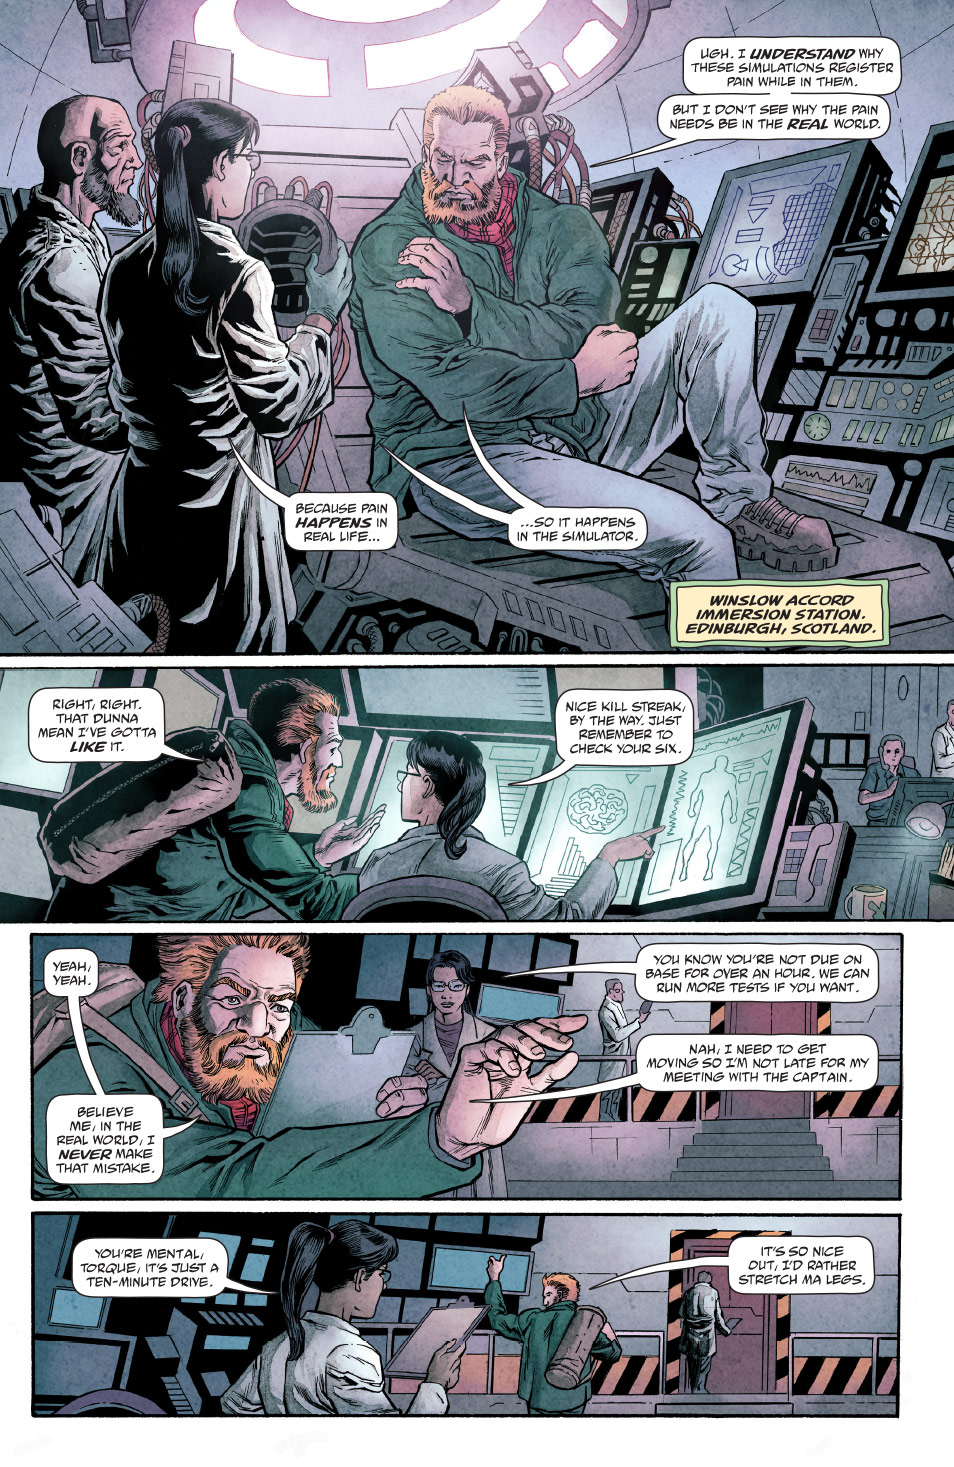 UGH. I UNDERSTAND WHY
THESE SIMULATIONS REGISTER
PAIN WHILE IN THEM.
BUT I DON'T SEE WHY THE PAIN
NEEDS BE IN THE REAL WORLD.
BECAUSE PAIN
HAPPENS IN
REAL LIFE...
...SO IT HAPPENS
IN THE SIMULATOR.
WINSLOW ACCORD
IMMERSION STATION.
EDINBURGH, SCOTLAND.
RIGHT, RIGHT.
THAT DUNNA
MEAN I'VE GOTTA
LIKE IT.
NICE KILL STREAK,
BY THE WAY. JUST
REMEMBER TO
CHECK YOUR SIX.
YEAH,
YEAH.
BELIEVE
ME, IN THE
REAL WORLD, I
NEVER MAKE
THAT MISTAKE.
YOU KNOW YOU'RE NOT DUE ON
BASE FOR OVER AN HOUR. WE CAN
RUN MORE TESTS IF YOU WANT.
NAH, I NEED TO GET
MOVING SO I'M NOT LATE FOR MY
MEETING WITH THE CAPTAIN.
YOU'RE MENTAL,
TORQUE, IT'S JUST A
TEN-MINUTE DRIVE.
IT'S SO NICE
OUT, I'D RATHER
STRETCH MA LEGS.